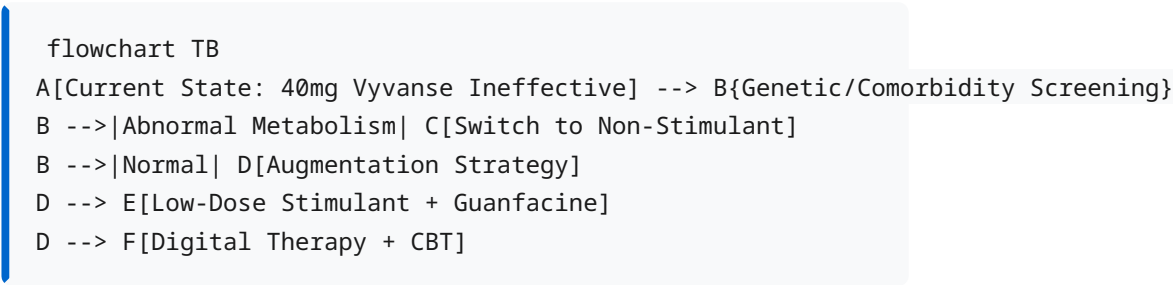 flowchart TB
A[Current State: 40mg Vyvanse Ineffective] --> B{Genetic/Comorbidity Screening}
B -->|Abnormal Metabolism| C[Switch to Non-Stimulant]
B -->|Normal| D[Augmentation Strategy]
D --> E[Low-Dose Stimulant + Guanfacine]
D --> F[Digital Therapy + CBT]